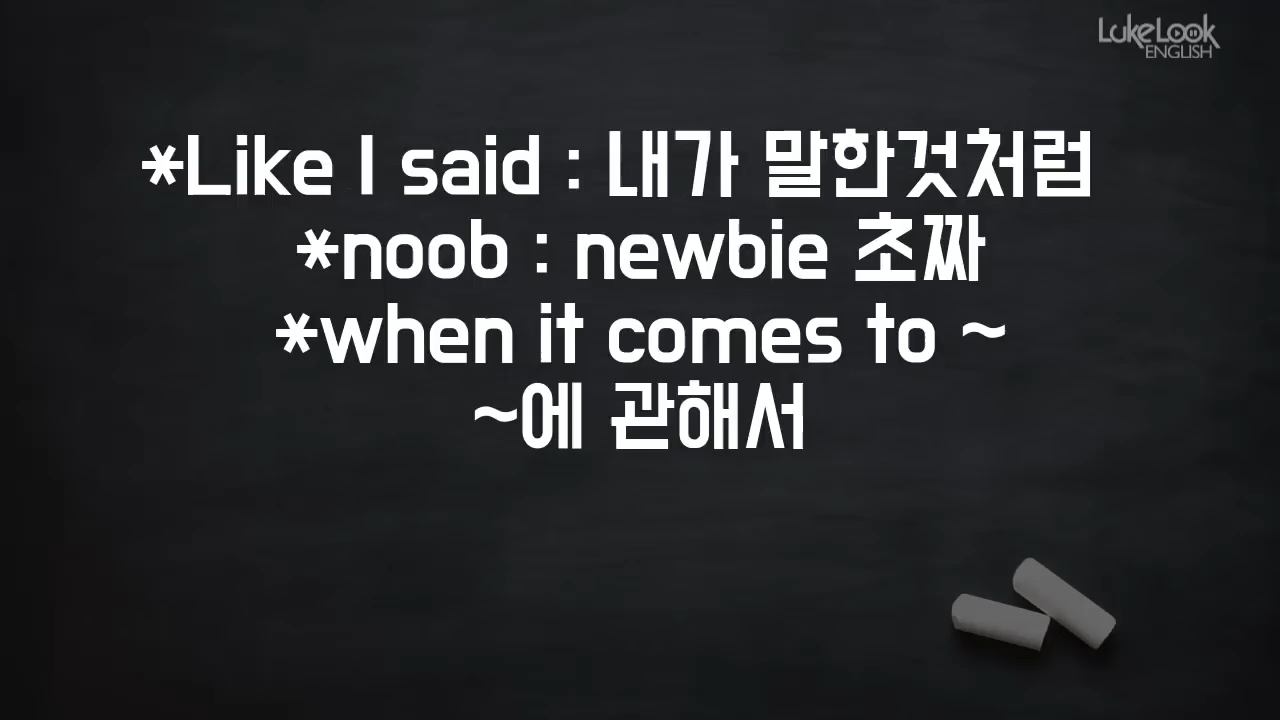 LukeLook
ENGLISH
*Like I said : 내가 말한것처럼
*noob : newbie 초짜
*when it comes to ~
~에 관해서